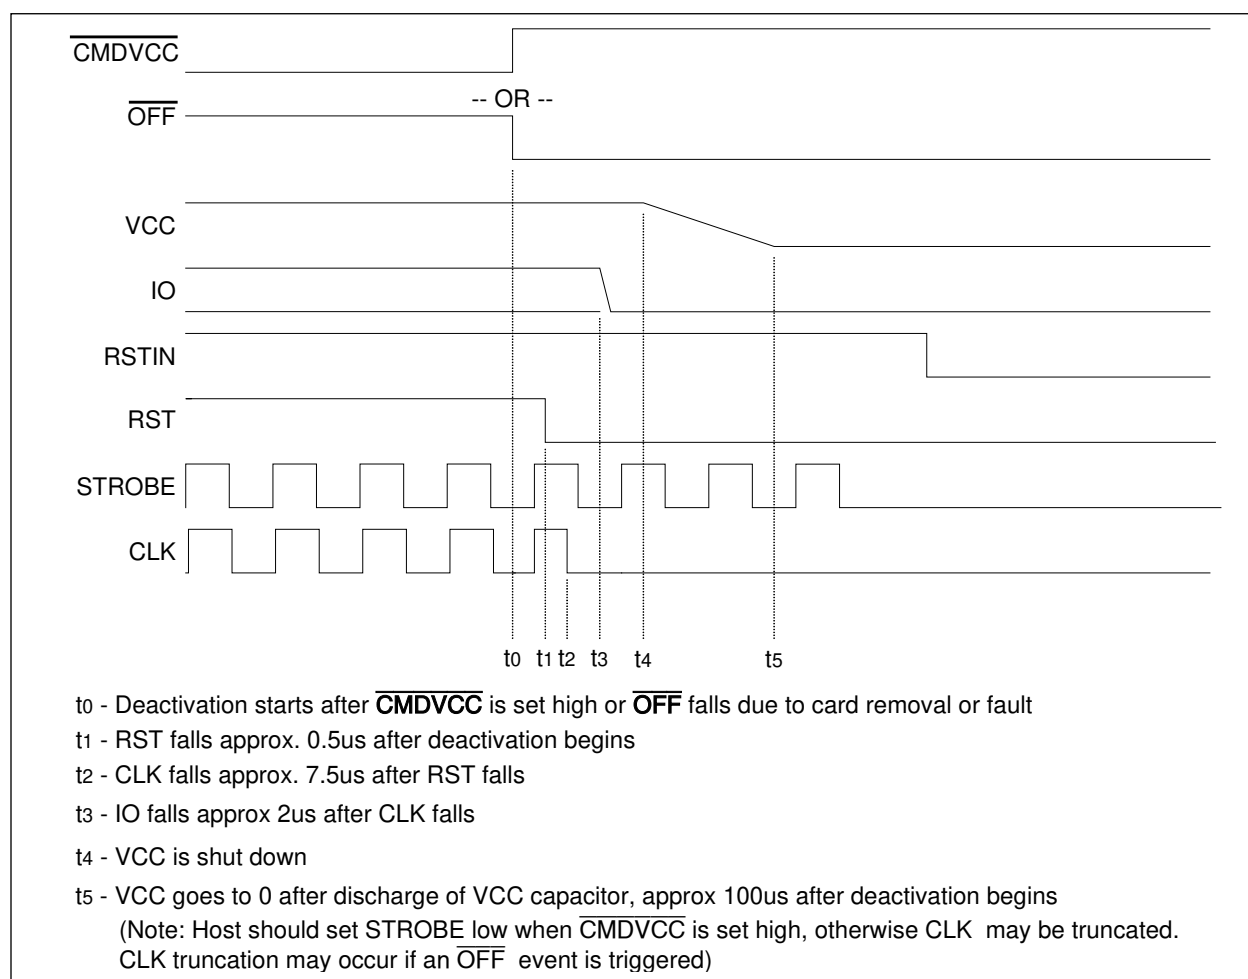 CMDVCC
-- OR --
OFF
VCC
IO
RSTIN
RST
STROBE
CLK
t0 t1 t2 t3 t4 t5
t0 - Deactivation starts after CMDVCC is set high or OFF falls due to card removal or fault
t1 - RST falls approx. 0.5us after deactivation begins
t2 - CLK falls approx. 7.5us after RST falls
t3 - IO falls approx 2us after CLK falls
t4 - VCC is shut down
t5 - VCC goes to 0 after discharge of VCC capacitor, approx 100us after deactivation begins
(Note: Host should set STROBE low when CMDVCC is set high, otherwise CLK may be truncated.
CLK truncation may occur if an OFF event is triggered)